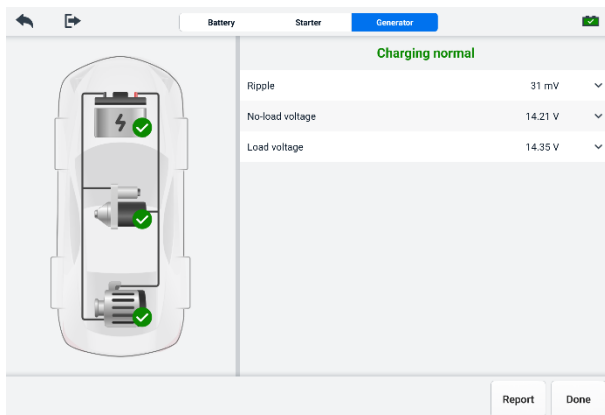 Battery Starter Generator
Charging normal
Ripple 31 mV
No-load voltage 14.21 V
Load voltage 14.35 V
Report Done